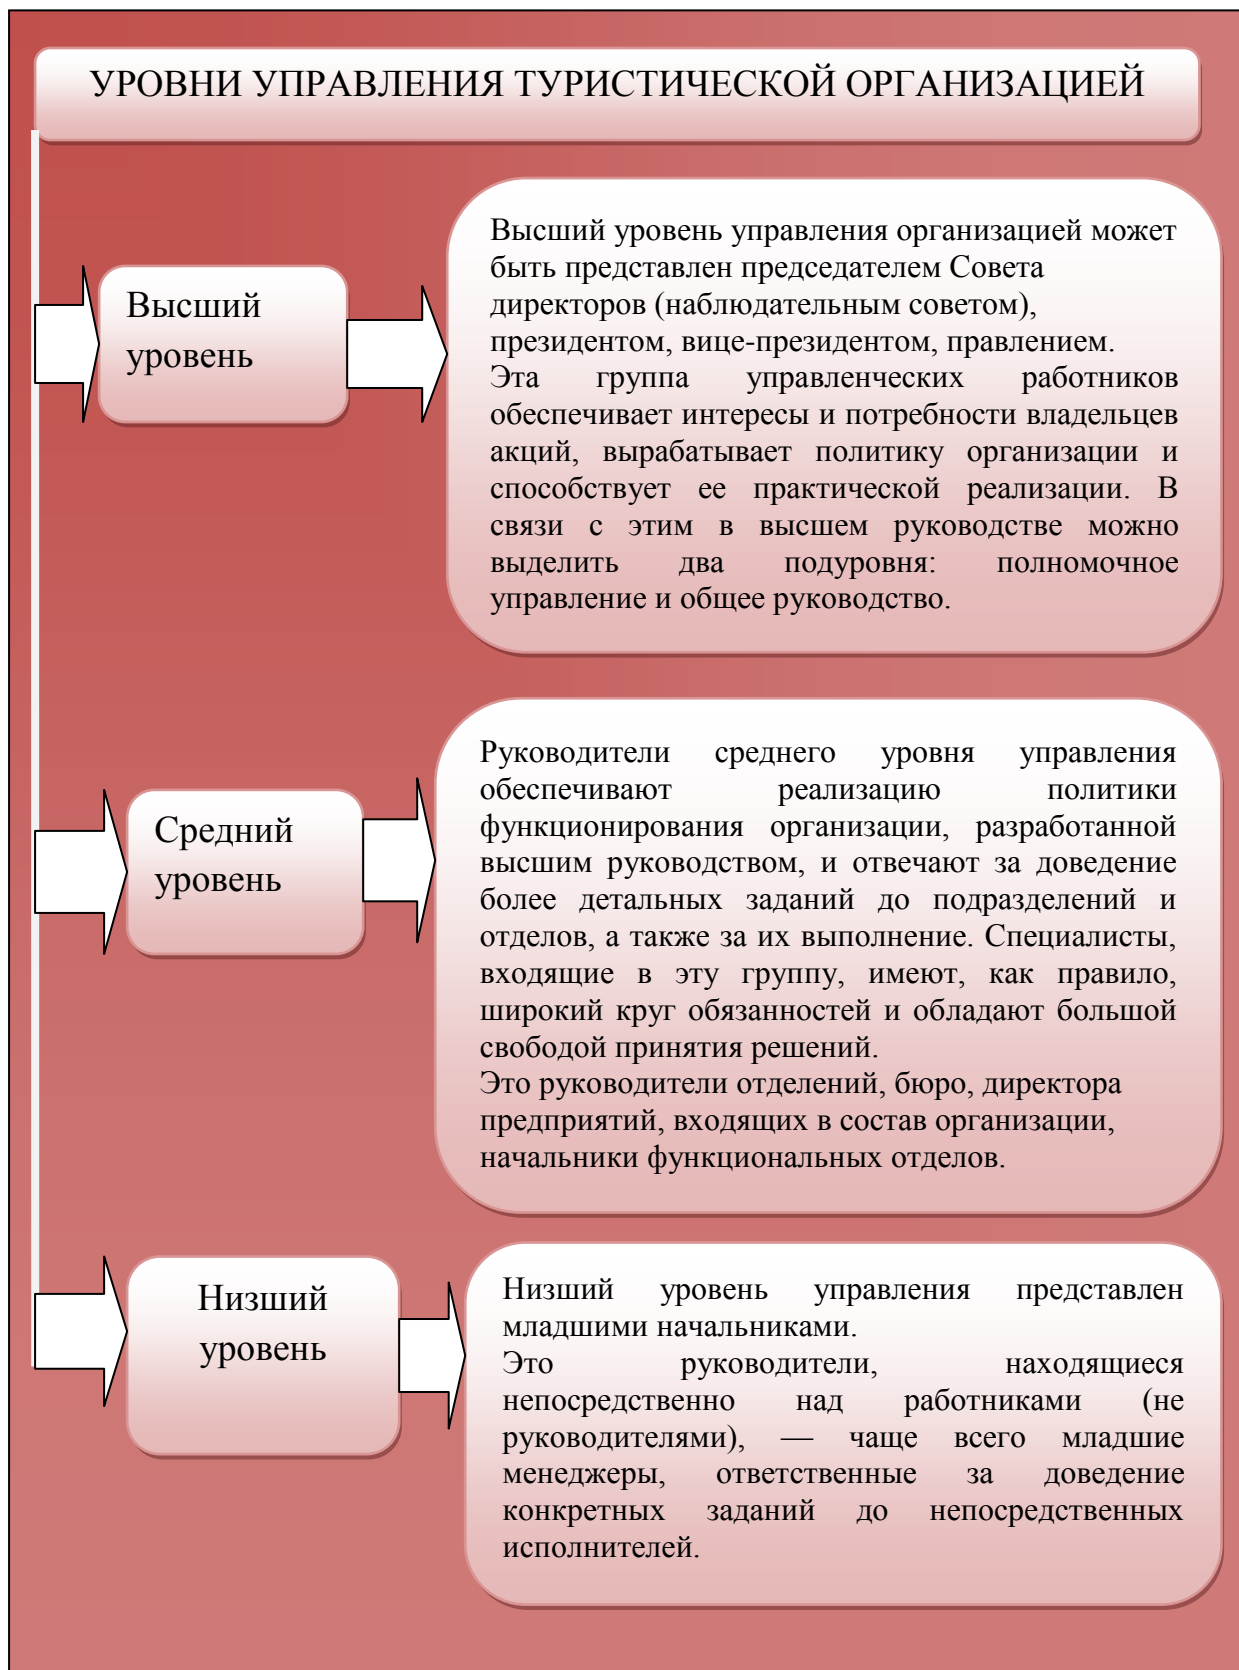 УРОВНИ УПРАВЛЕНИЯ ТУРИСТИЧЕСКОЙ ОРГАНИЗАЦИЕЙ
Высший
уровень
Высший уровень управления организацией может
быть представлен председателем Совета
директоров (наблюдательным советом),
президентом, вице-президентом, правлением.
Эта группа управленческих работников
обеспечивает интересы и потребности владельцев
акций, вырабатывает политику организации и
способствует ее практической реализации. В
связи с этим в высшем руководстве можно
выделить два подуровня: полномочное
управление и общее руководство.
Средний
уровень
Руководители среднего уровня управления
обеспечивают реализацию политики
функционирования организации, разработанной
высшим руководством, и отвечают за доведение
более детальных заданий до подразделений и
отделов, а также за их выполнение. Специалисты,
входящие в эту группу, имеют, как правило,
широкий круг обязанностей и обладают большой
свободой принятия решений.
Это руководители отделений, бюро, директора
предприятий, входящих в состав организации,
начальники функциональных отделов.
Низший
уровень
Низший уровень управления представлен
младшими начальниками.
Это руководители, находящиеся
непосредственно над работниками (не
руководителями), — чаще всего младшие
менеджеры, ответственные за доведение
конкретных заданий до непосредственных
исполнителей.